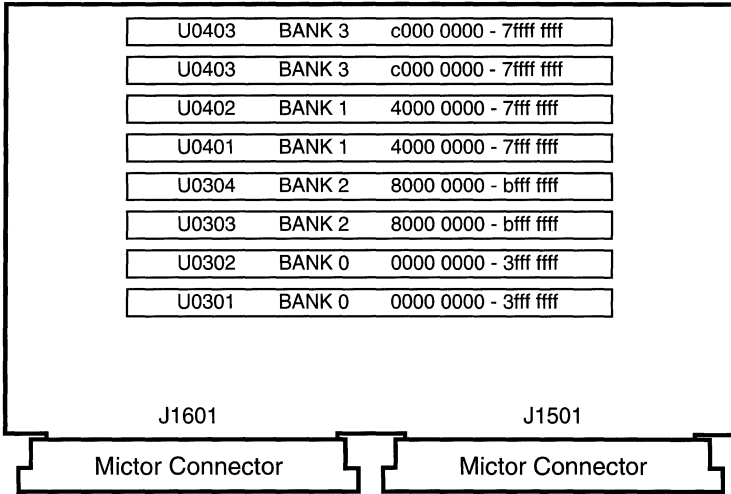 U0403 BANK 3 c000 0000 - 7ffff ffff
U0403 BANK 3 c000 0000 - 7ffff ffff
U0402 BANK 1 4000 0000 - 7fff ffff
U0401 BANK 1 4000 0000 - 7fff ffff
U0304 BANK 2 8000 0000 - bfff ffff
U0303 BANK 2 8000 0000 - bfff ffff
U0302 BANK 0 0000 0000 - 3fff ffff
U0301 BANK 0 0000 0000 - 3fff ffff
J1601 J1501
Mictor Connector Mictor Connector